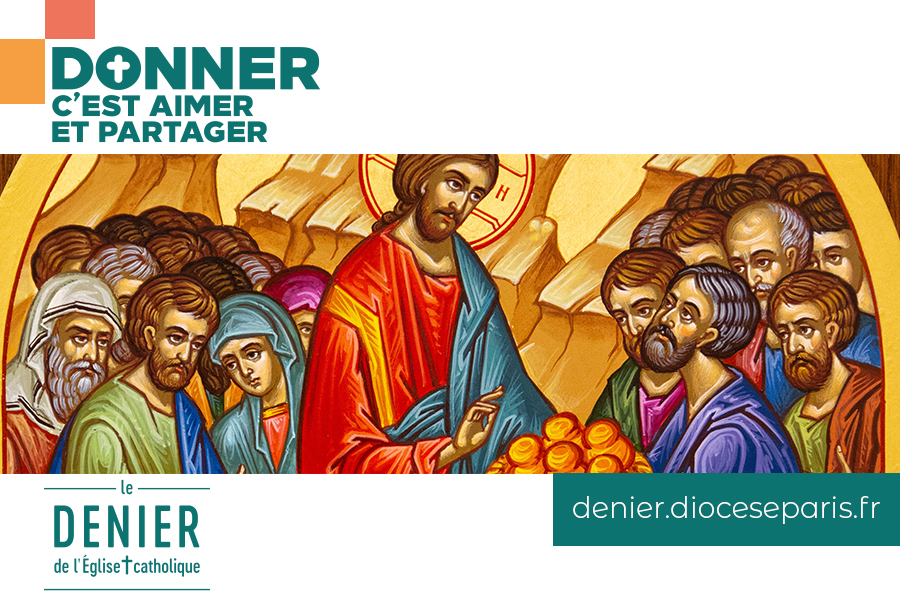 DONNER
C'EST AIMER
ET PARTAGER
H
le
DENIER
de l'Église catholique
denier.dioceseparis.fr